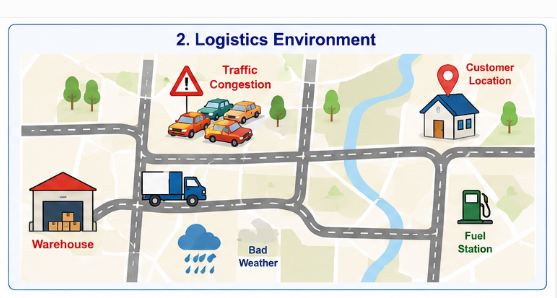 2. Logistics Environment
Traffic
Congestion
Customer
Location
Warehouse
Bad
Weather
Fuel
Station